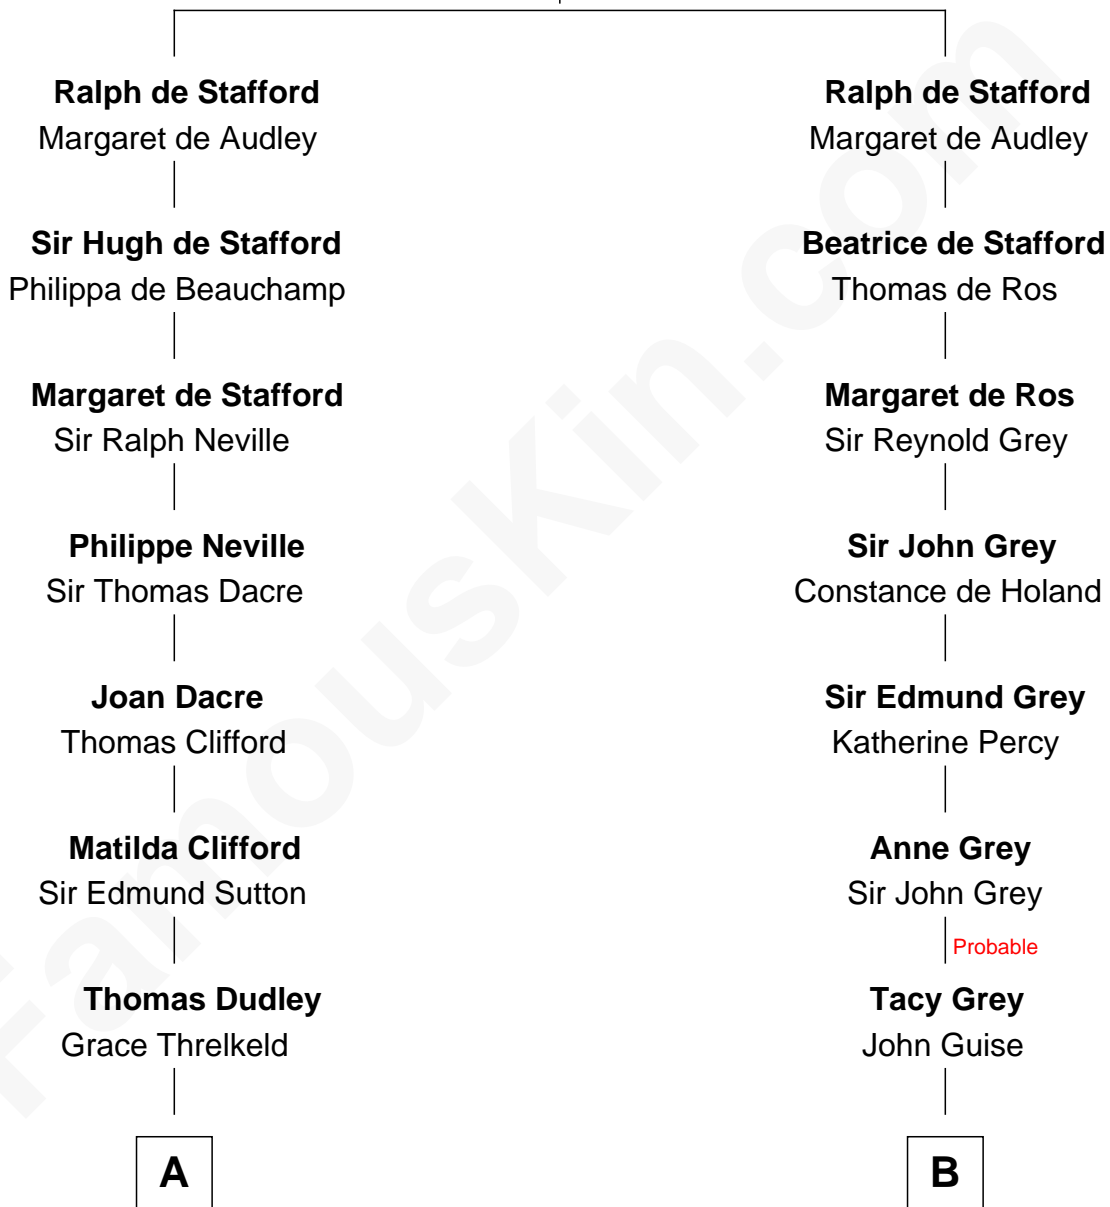 Ralph de Stafford
Margaret de Audley
Sir Hugh de Stafford
Philippa de Beauchamp
Margaret de Stafford
Sir Ralph Neville
Philippe Neville
Sir Thomas Dacre
Joan Dacre
Thomas Clifford
Matilda Clifford
Sir Edmund Sutton
Thomas Dudley
Grace Threlkeld
A
Ralph de Stafford
Margaret de Audley
Beatrice de Stafford
Thomas de Ros
Margaret de Ros
Sir Reynold Grey
Sir John Grey
Constance de Holand
Sir Edmund Grey
Katherine Percy
Anne Grey
Sir John Grey
Probable
Tacy Grey
John Guise
B
FamousKin.com